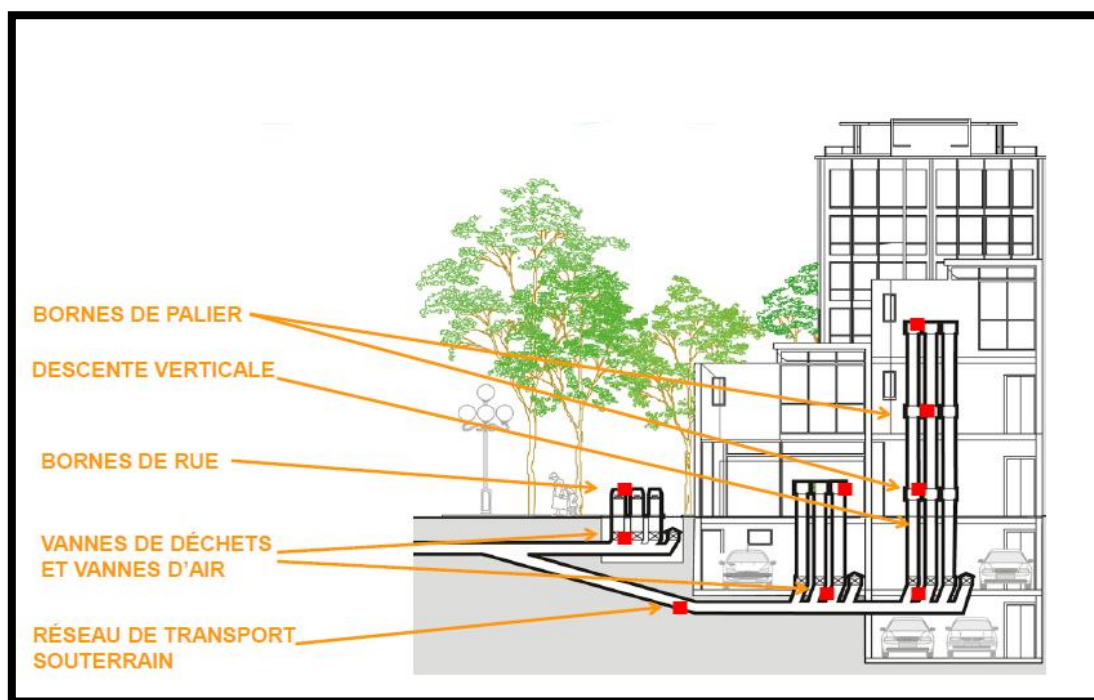 BORNES DE PALIER
DESCENTE VERTICALE
BORNES DE RUE
VANNES DE DÉCHETS
ET VANNES D'AIR
RÉSEAU DE TRANSPORT
SOUTERRAIN